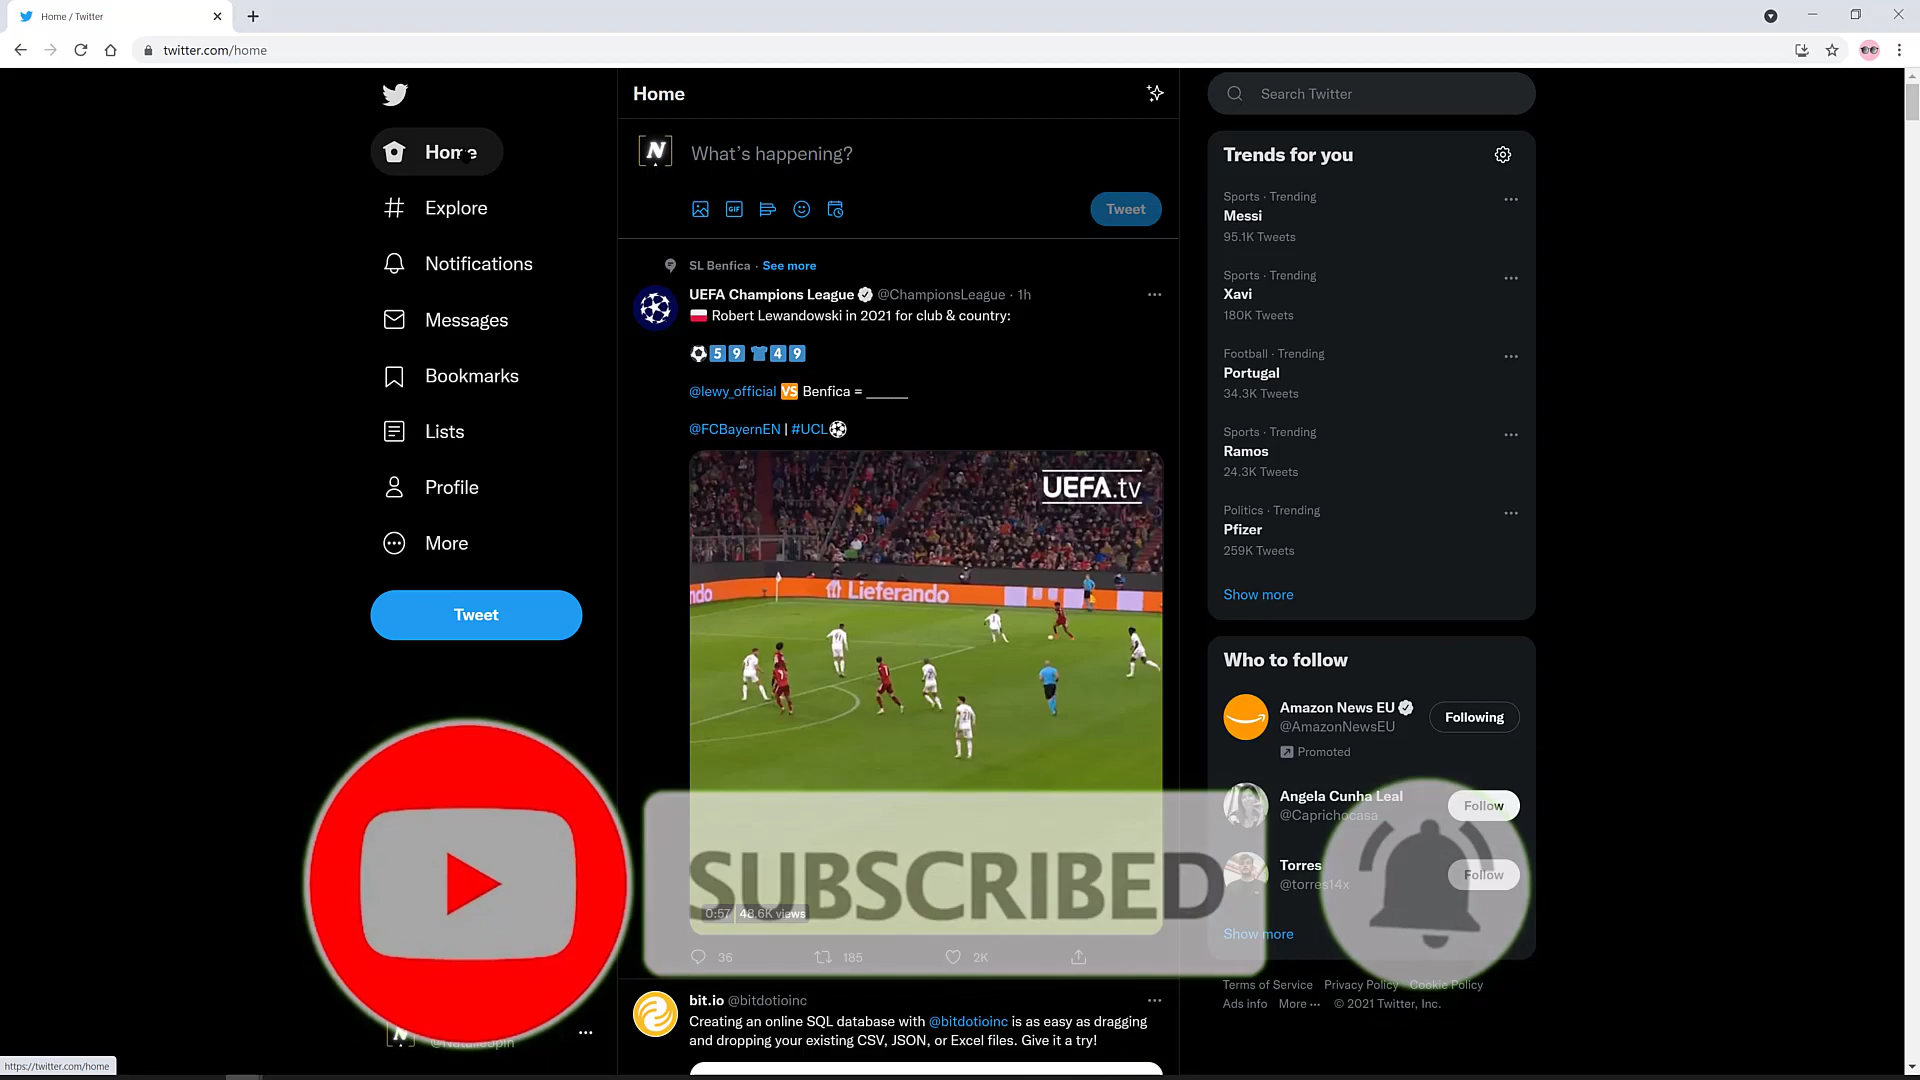 Home / Twitter
twitter.com/home
Home
Explore
Notifications
Messages
Bookmarks
Lists
Profile
More
Tweet
N
Home
N
What's happening?
GIF
Tweet
SL Benfica · See more
UEFA Champions League @ChampionsLeague · 1h
Robert Lewandowski in 2021 for club & country:
5 9 4 9
@lewy_official VS Benfica = ______
@FCBayernEN | #UCL
UEFA.tv
ndo Lieferando
SUBSCRIBED
0:57 48.6K views
36 185 2K
bit.io @bitdotioinc
Creating an online SQL database with @bitdotioinc is as easy as dragging
and dropping your existing CSV, JSON, or Excel files. Give it a try!
Search Twitter
Trends for you
Sports · Trending
Messi
95.1K Tweets
Sports · Trending
Xavi
180K Tweets
Football · Trending
Portugal
34.3K Tweets
Sports · Trending
Ramos
24.3K Tweets
Politics · Trending
Pfizer
259K Tweets
Show more
Who to follow
Amazon News EU
@AmazonNewsEU
Following
Promoted
Angela Cunha Leal
@Caprichocasa
Follow
Torres
@torres14x
Follow
Show more
Terms of Service Privacy Policy Cookie Policy
Ads info More ··· © 2021 Twitter, Inc.
https://twitter.com/home